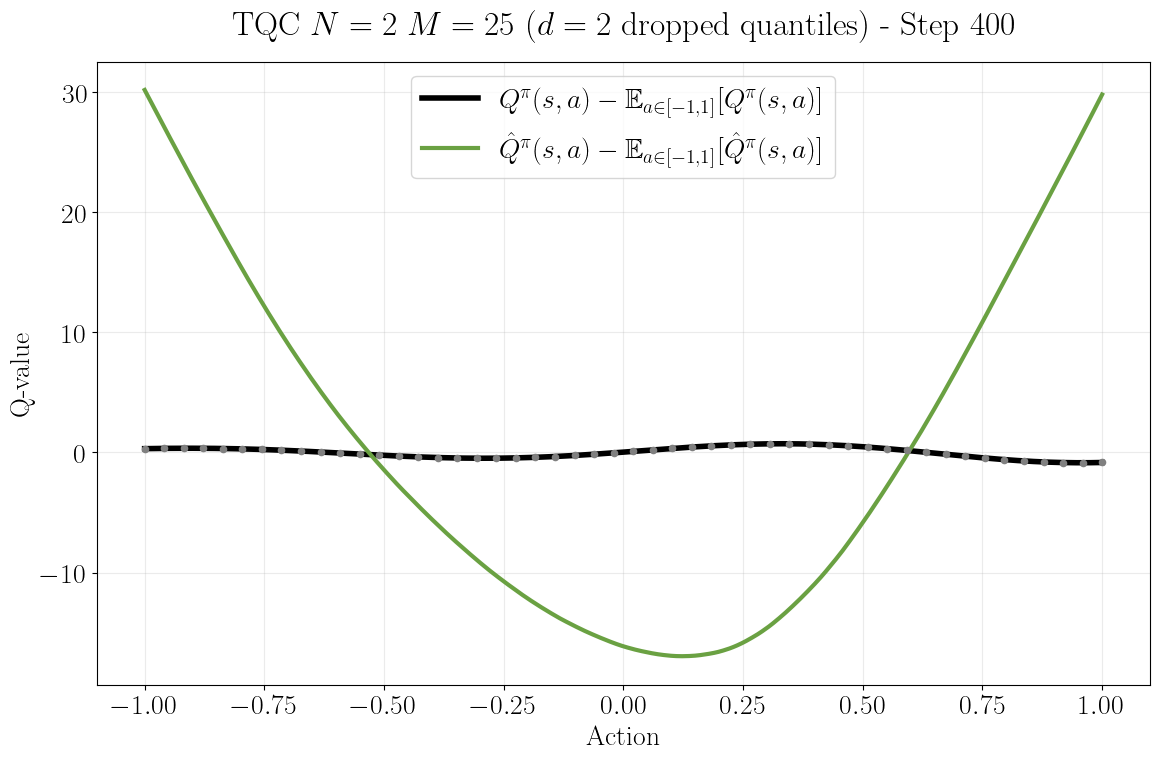 TQC N = 2 M = 25 (d = 2 dropped quantiles) - Step 400
Q^π(s, a) − 𝔼_{a∈[−1,1]}[Q^π(s, a)]
Q̂^π(s, a) − 𝔼_{a∈[−1,1]}[Q̂^π(s, a)]
30
20
10
0
−10
Q-value
−1.00 −0.75 −0.50 −0.25 0.00 0.25 0.50 0.75 1.00
Action